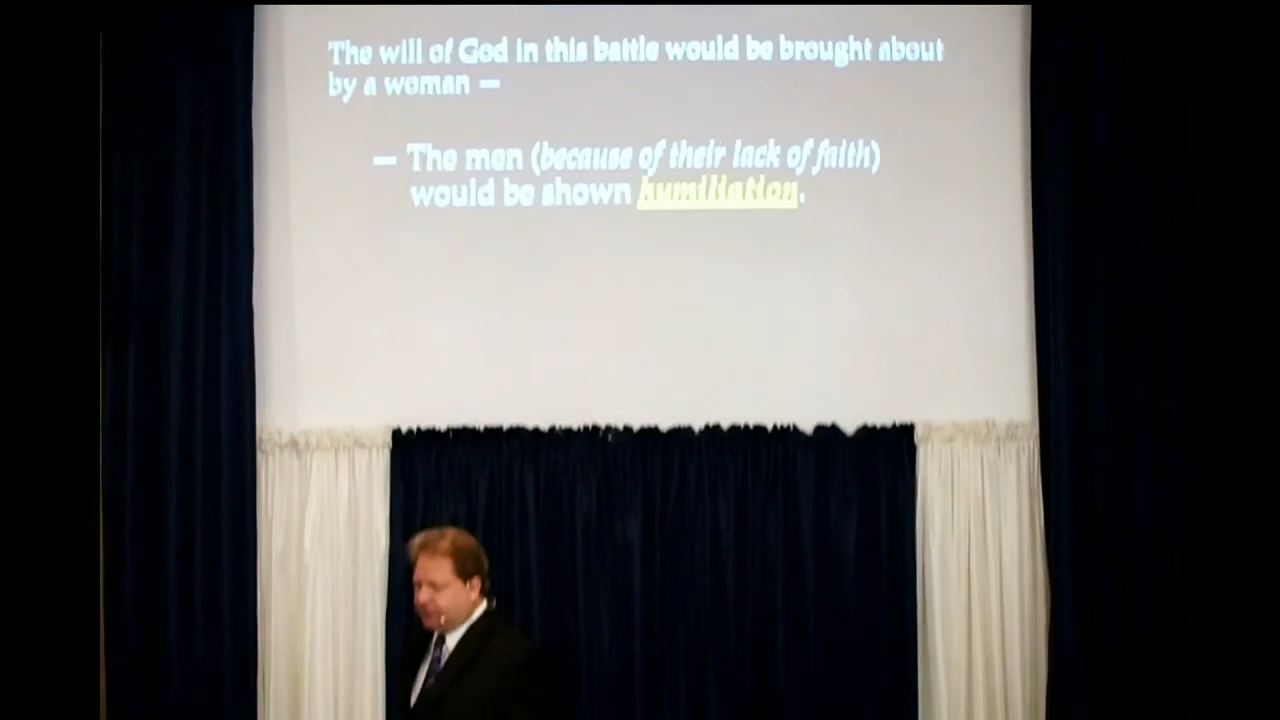 The will of God in this battle would be brought about
by a woman —
— The men (because of their lack of faith)
would be shown humiliation.